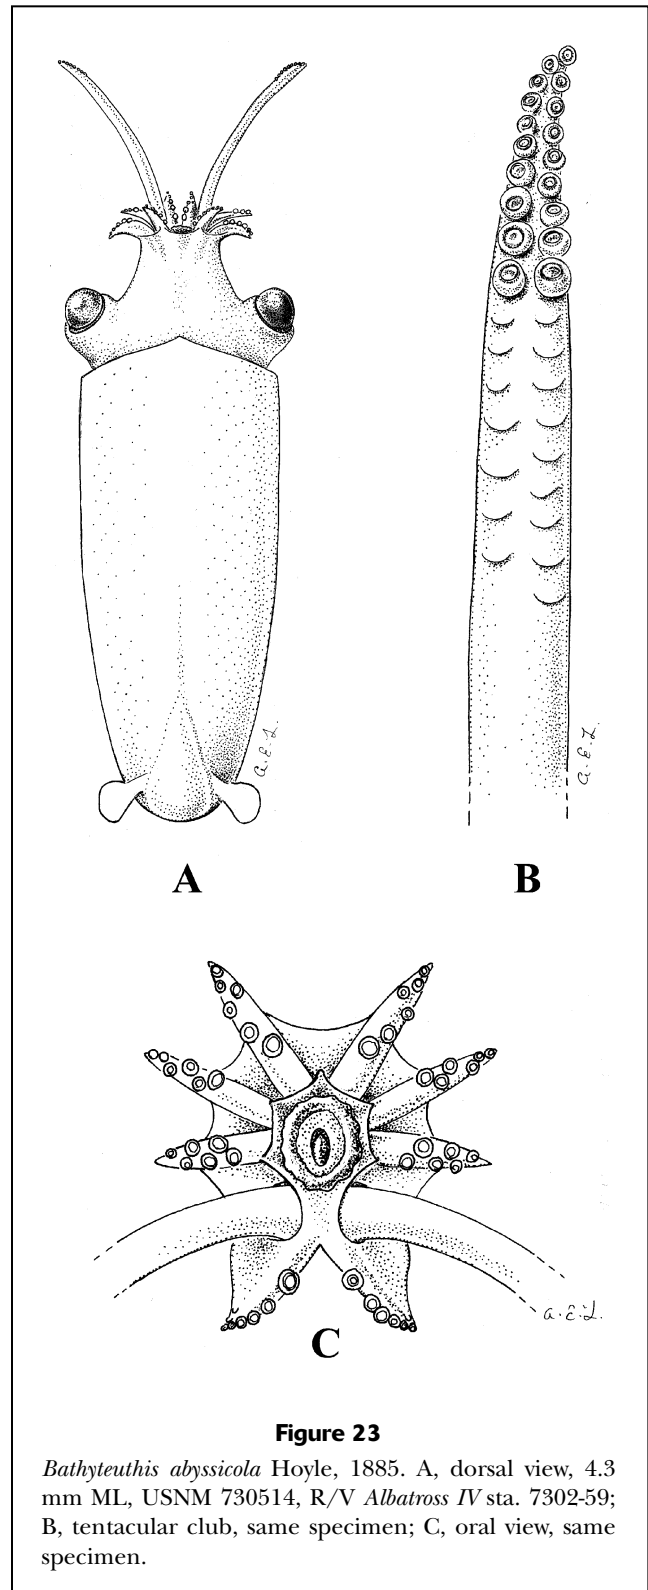 a.E.L.
a.E.L.
A
B
a.E.L.
C
Figure 23
Bathyteuthis abyssicola Hoyle, 1885. A, dorsal view, 4.3
mm ML, USNM 730514, R/V Albatross IV sta. 7302-59;
B, tentacular club, same specimen; C, oral view, same
specimen.